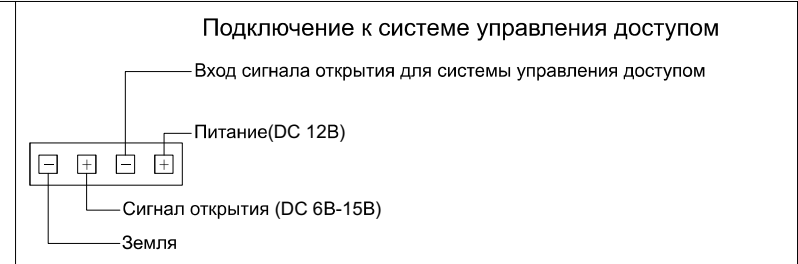 Подключение к системе управления доступом
Вход сигнала открытия для системы управления доступом
Питание(DC 12В)
− + − +
Сигнал открытия (DC 6В-15В)
Земля